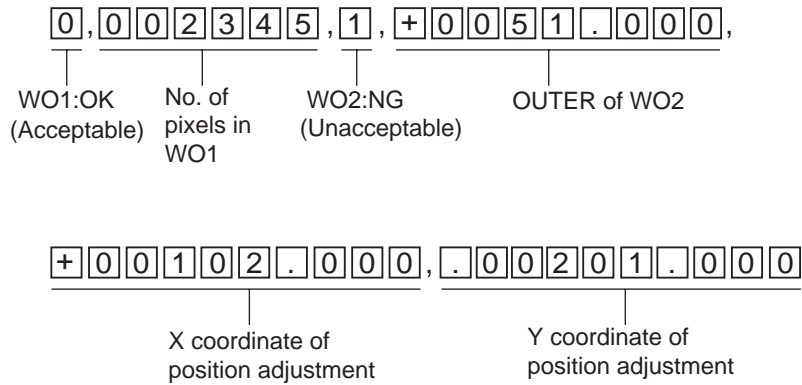 0,002345,1,+0051.000,
WO1:OK
(Acceptable)
No. of
pixels in
WO1
WO2:NG
(Unacceptable)
OUTER of WO2
+00102.000,.00201.000
X coordinate of
position adjustment
Y coordinate of
position adjustment